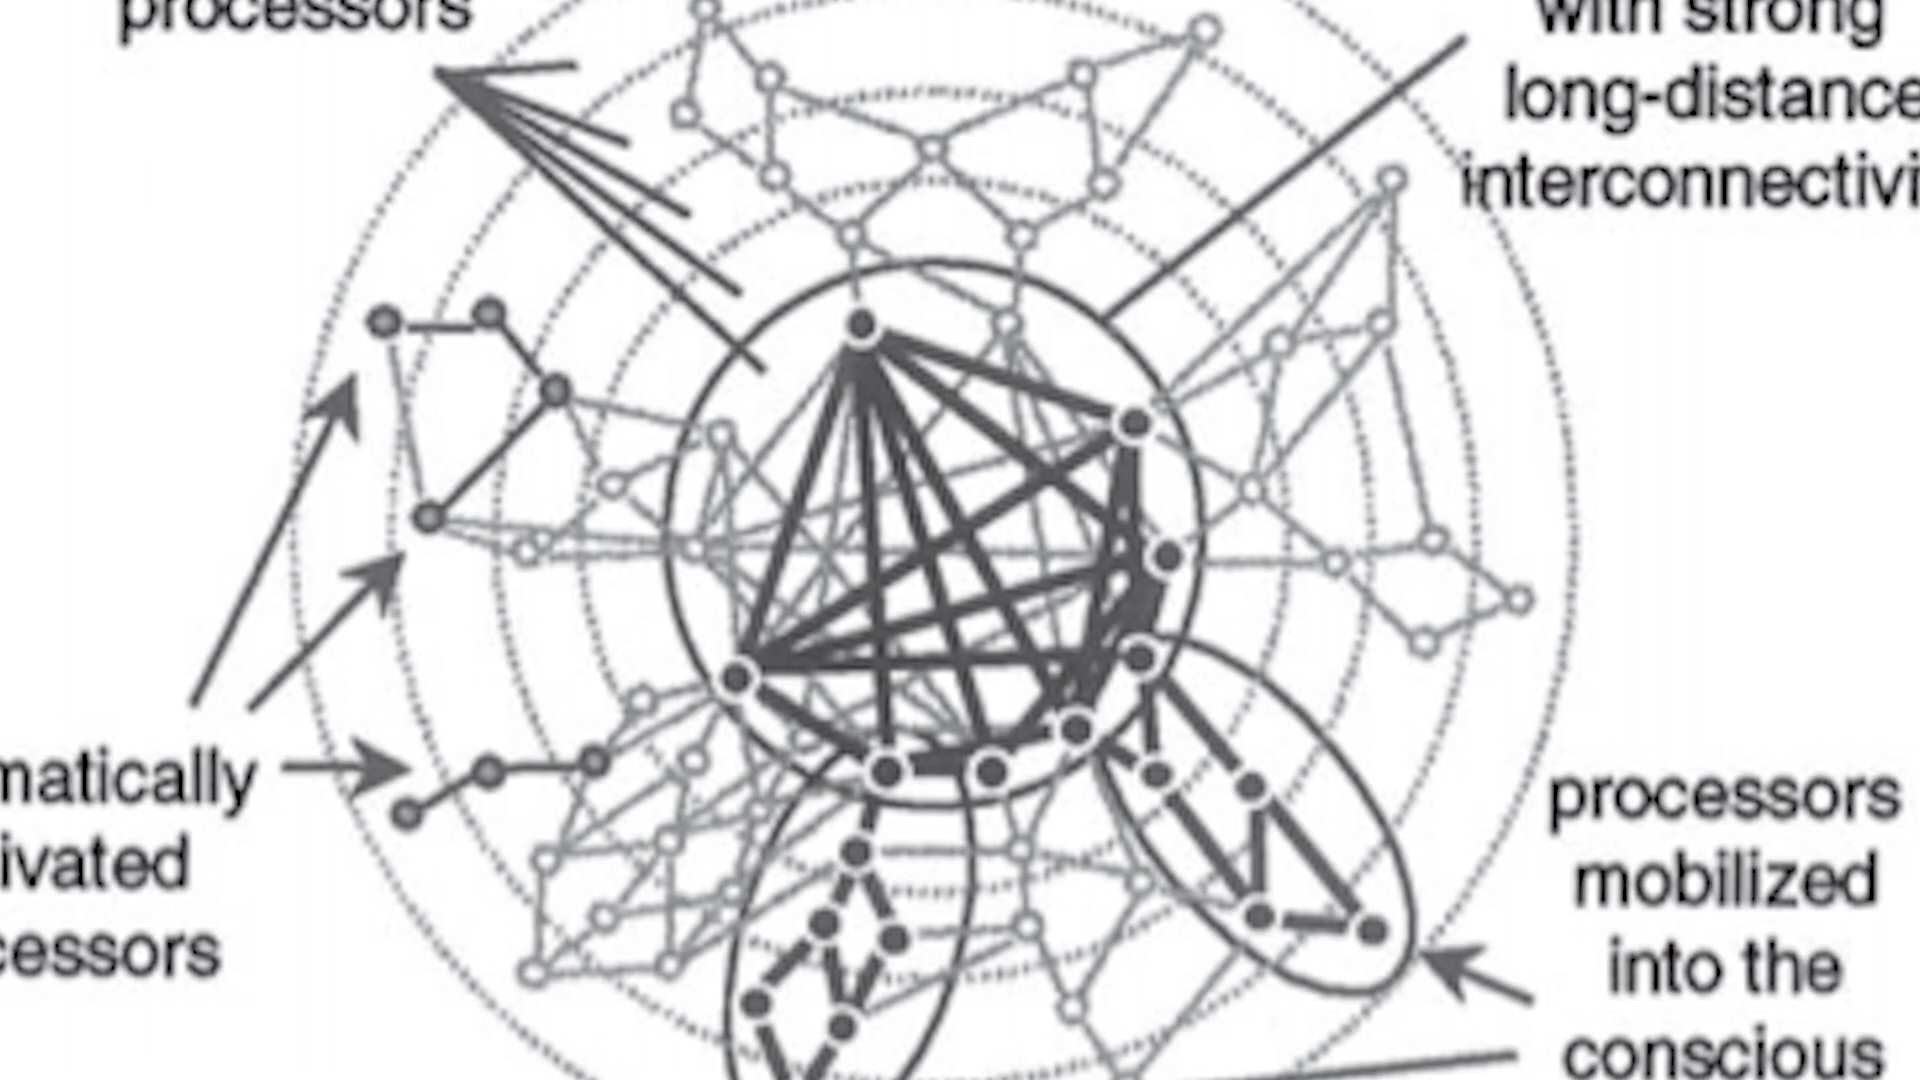 processors
with strong
long-distance
interconnectivi
matically
ivated
cessors
processors
mobilized
into the
conscious